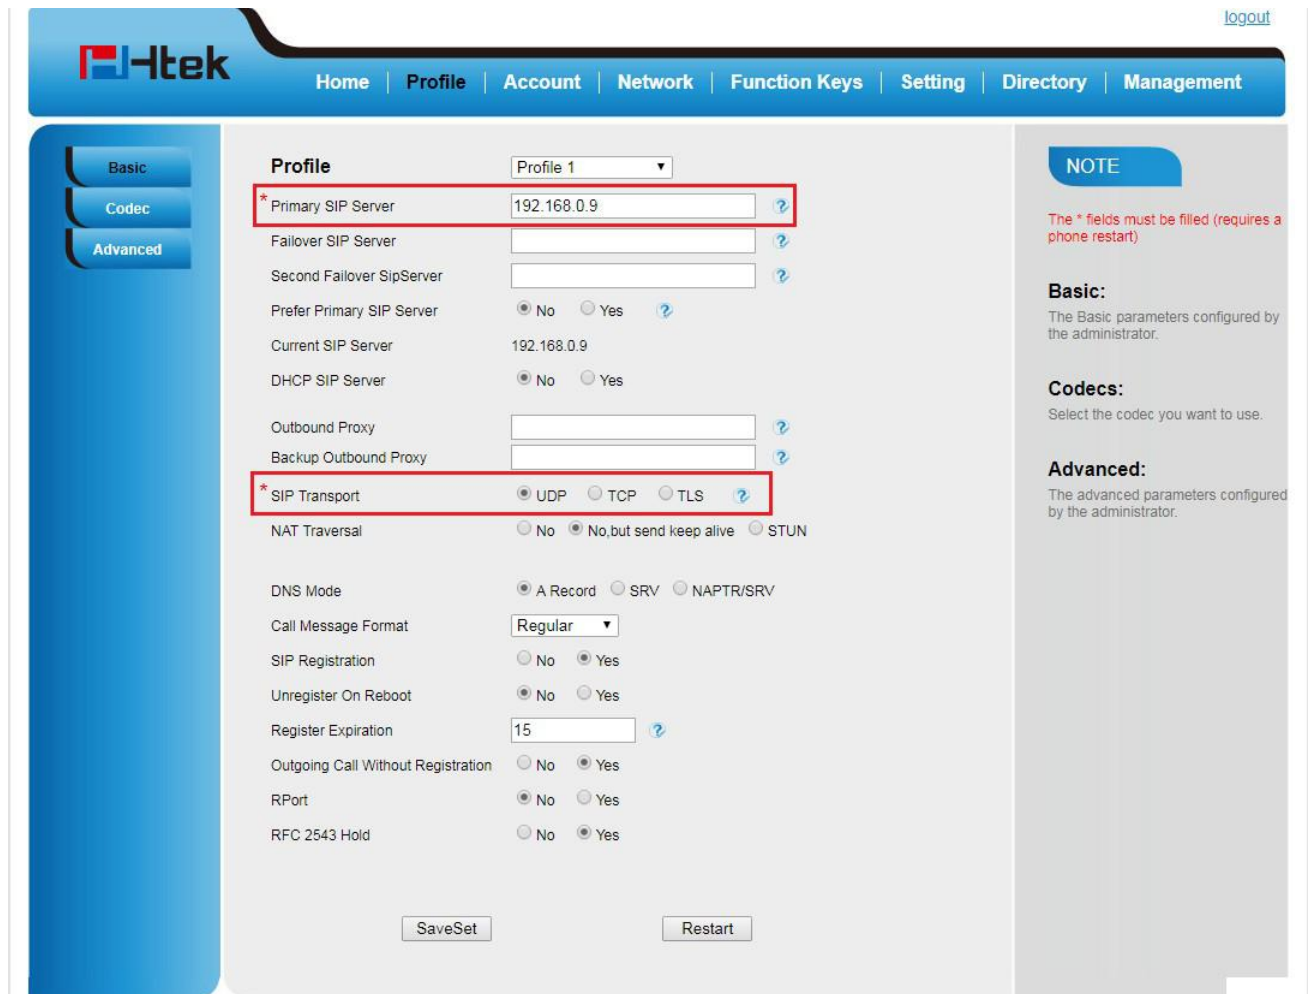 logout
Htek
Home | Profile | Account | Network | Function Keys | Setting | Directory | Management
Basic
Codec
Advanced
Profile Profile 1
* Primary SIP Server 192.168.0.9
Failover SIP Server
Second Failover SipServer
Prefer Primary SIP Server No Yes
Current SIP Server 192.168.0.9
DHCP SIP Server No Yes
Outbound Proxy
Backup Outbound Proxy
* SIP Transport UDP TCP TLS
NAT Traversal No No,but send keep alive STUN
DNS Mode A Record SRV NAPTR/SRV
Call Message Format Regular
SIP Registration No Yes
Unregister On Reboot No Yes
Register Expiration 15
Outgoing Call Without Registration No Yes
RPort No Yes
RFC 2543 Hold No Yes
SaveSet Restart
NOTE
The * fields must be filled (requires a
phone restart)
Basic:
The Basic parameters configured by
the administrator.
Codecs:
Select the codec you want to use.
Advanced:
The advanced parameters configured
by the administrator.